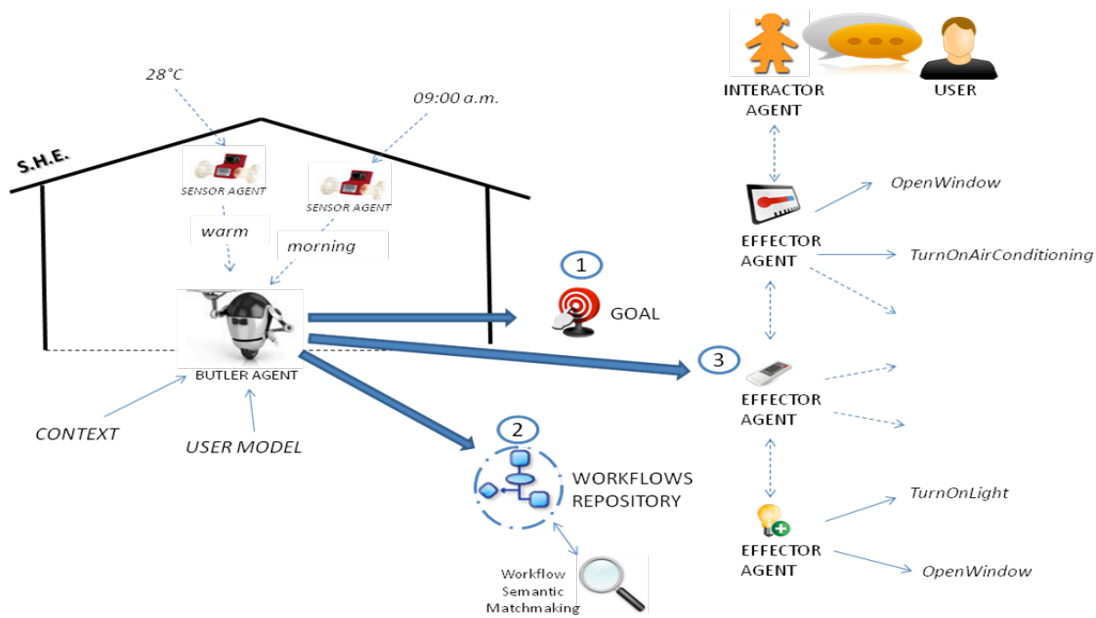 28°C
09:00 a.m.
S.H.E.
SENSOR AGENT
SENSOR AGENT
warm
morning
BUTLER AGENT
CONTEXT
USER MODEL
1
GOAL
2
WORKFLOWS
REPOSITORY
Workflow
Semantic
Matchmaking
3
INTERACTOR
AGENT
USER
EFFECTOR
AGENT
OpenWindow
TurnOnAirConditioning
EFFECTOR
AGENT
EFFECTOR
AGENT
TurnOnLight
OpenWindow